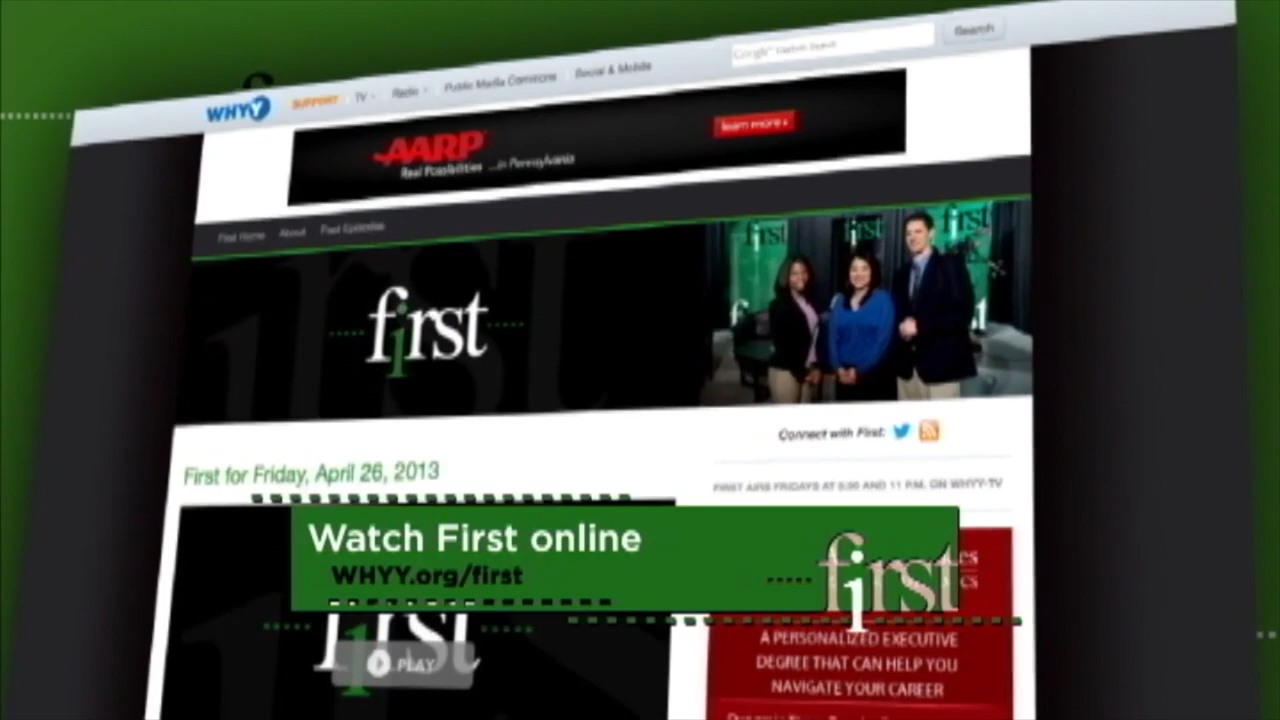 WHYY SUPPORT TV Radio Public Media Commons Social & Mobile Search
AARP
Real Possibilities ...in Pennsylvania
learn more
First Home About Past Episodes
first
first
first
first
Connect with First:
First for Friday, April 26, 2013
FIRST AIRS FRIDAYS AT 5:30 AND 11 P.M. ON WHYY-TV
Watch First online
WHYY.org/first
first
first
PLAY
A PERSONALIZED EXECUTIVE
DEGREE THAT CAN HELP YOU
NAVIGATE YOUR CAREER